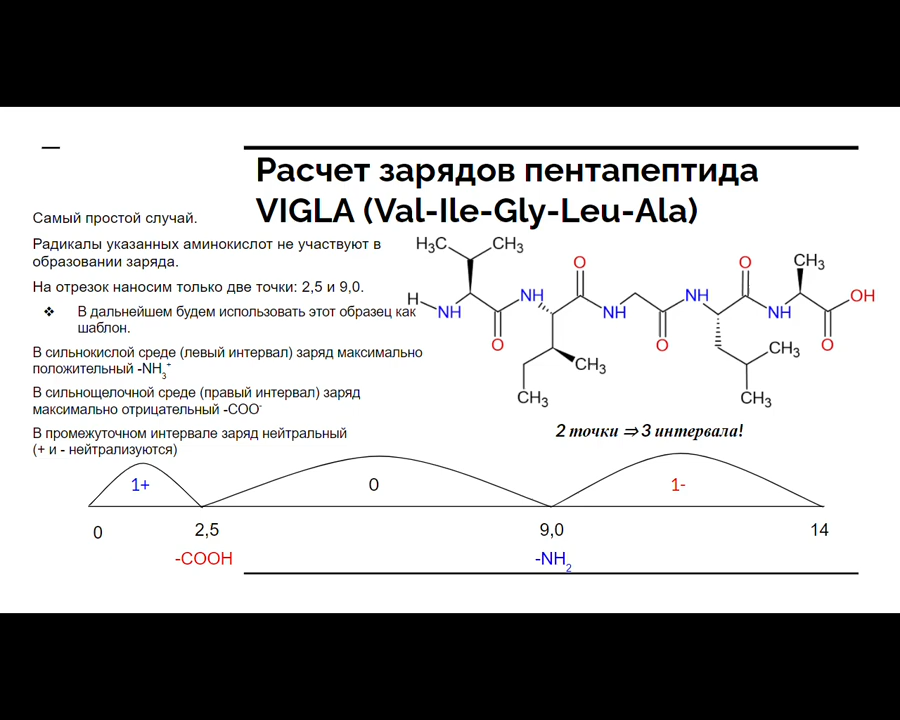 Расчет зарядов пентапептида
VIGLA (Val-Ile-Gly-Leu-Ala)
Самый простой случай.
Радикалы указанных аминокислот не участвуют в
образовании заряда.
На отрезок наносим только две точки: 2,5 и 9,0.
❖ В дальнейшем будем использовать этот образец как
шаблон.
В сильнокислой среде (левый интервал) заряд максимально
положительный -NH3+
В сильнощелочной среде (правый интервал) заряд
максимально отрицательный -COO-
В промежуточном интервале заряд нейтральный
(+ и - нейтрализуются)
H3C
CH3
H
NH
O
NH
O
CH3
CH3
NH
O
NH
O
CH3
CH3
NH
CH3
O
OH
2 точки ⇒ 3 интервала!
1+
0
1-
0
2,5
9,0
14
-COOH
-NH2